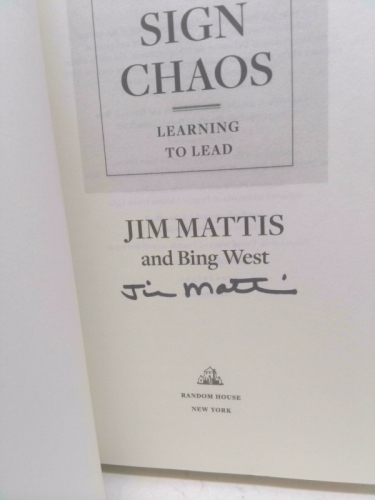 SIGN
CHAOS
LEARNING
TO LEAD
JIM MATTIS
and Bing West
Jim Mattis
RANDOM HOUSE
NEW YORK